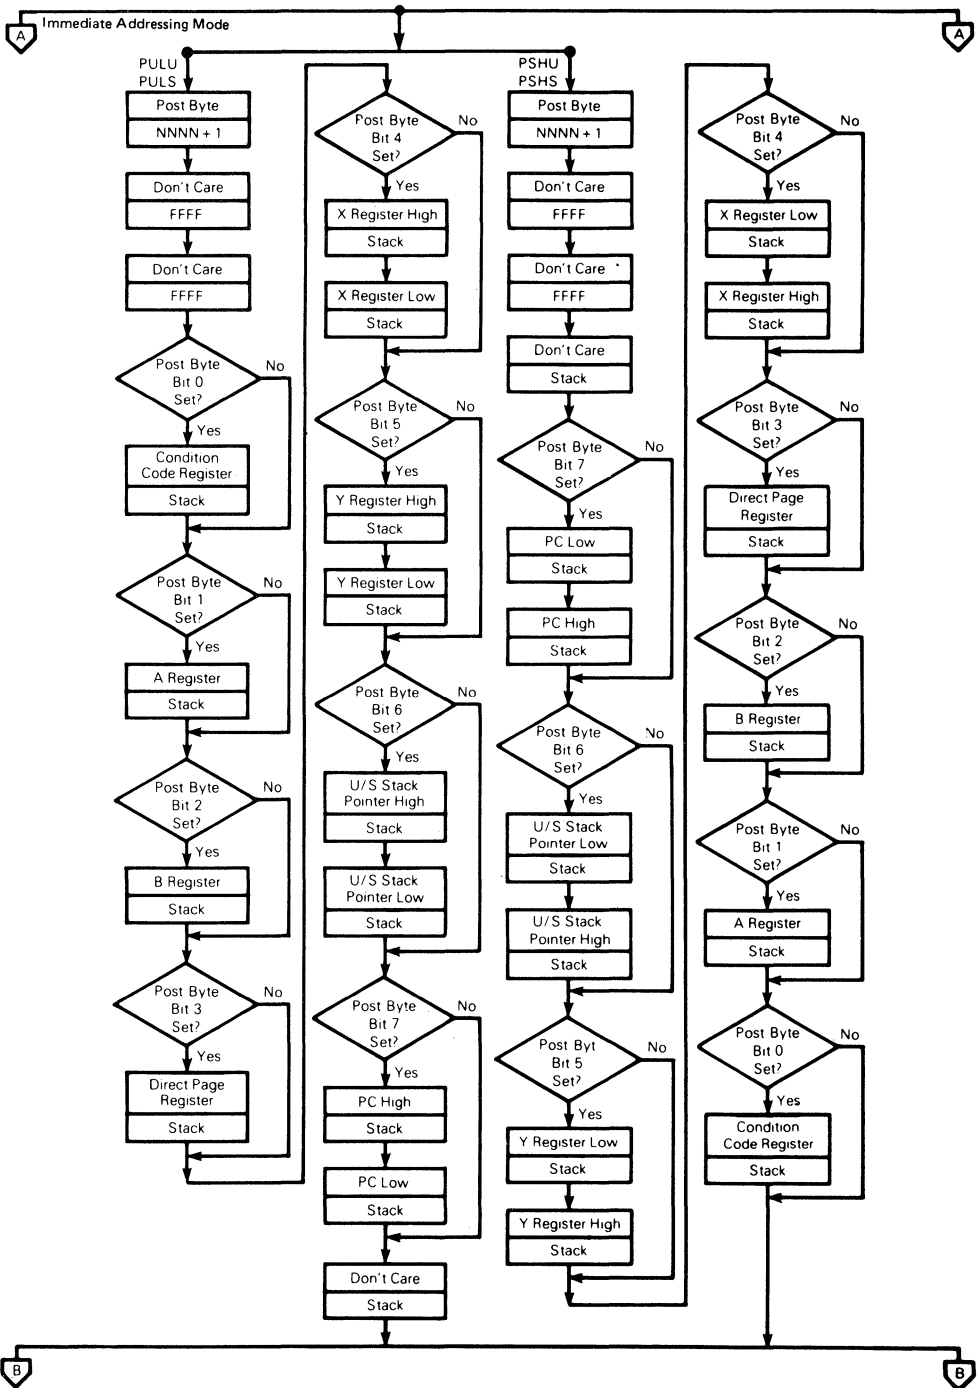 A
Immediate Addressing Mode
A
PULU
PULS
Post Byte
NNNN + 1
Don't Care
FFFF
Don't Care
FFFF
Post Byte
Bit 0
Set?
No
Yes
Condition
Code Register
Stack
Post Byte
Bit 1
Set?
No
Yes
A Register
Stack
Post Byte
Bit 2
Set?
No
Yes
B Register
Stack
Post Byte
Bit 3
Set?
No
Yes
Direct Page
Register
Stack
Post Byte
Bit 4
Set?
No
Yes
X Register High
Stack
X Register Low
Stack
Post Byte
Bit 5
Set?
No
Yes
Y Register High
Stack
Y Register Low
Stack
Post Byte
Bit 6
Set?
No
Yes
U/S Stack
Pointer High
Stack
U/S Stack
Pointer Low
Stack
Post Byte
Bit 7
Set?
No
Yes
PC High
Stack
PC Low
Stack
Don't Care
Stack
PSHU
PSHS
Post Byte
NNNN + 1
Don't Care
FFFF
Don't Care
FFFF
Don't Care
Stack
Post Byte
Bit 7
Set?
No
Yes
PC Low
Stack
PC High
Stack
Post Byte
Bit 6
Set?
No
Yes
U/S Stack
Pointer Low
Stack
U/S Stack
Pointer High
Stack
Post Byt
Bit 5
Set?
No
Yes
Y Register Low
Stack
Y Register High
Stack
Post Byte
Bit 4
Set?
No
Yes
X Register Low
Stack
X Register High
Stack
Post Byte
Bit 3
Set?
No
Yes
Direct Page
Register
Stack
Post Byte
Bit 2
Set?
No
Yes
B Register
Stack
Post Byte
Bit 1
Set?
No
Yes
A Register
Stack
Post Byte
Bit 0
Set?
No
Yes
Condition
Code Register
Stack
B
B